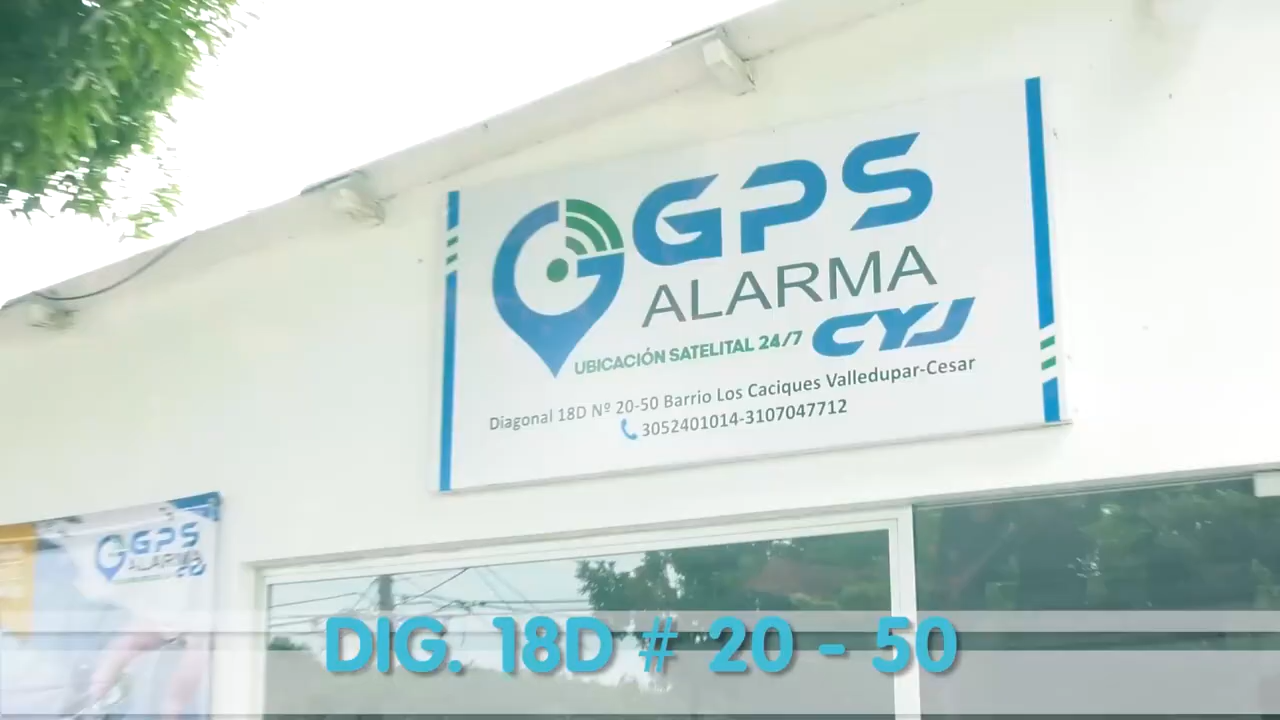 GPS
ALARMA
UBICACIÓN SATELITAL 24/7 CYJ
Diagonal 18D Nº 20-50 Barrio Los Caciques Valledupar-Cesar
3052401014-3107047712
GPS
ALARMA
DIG. 18D # 20 - 50